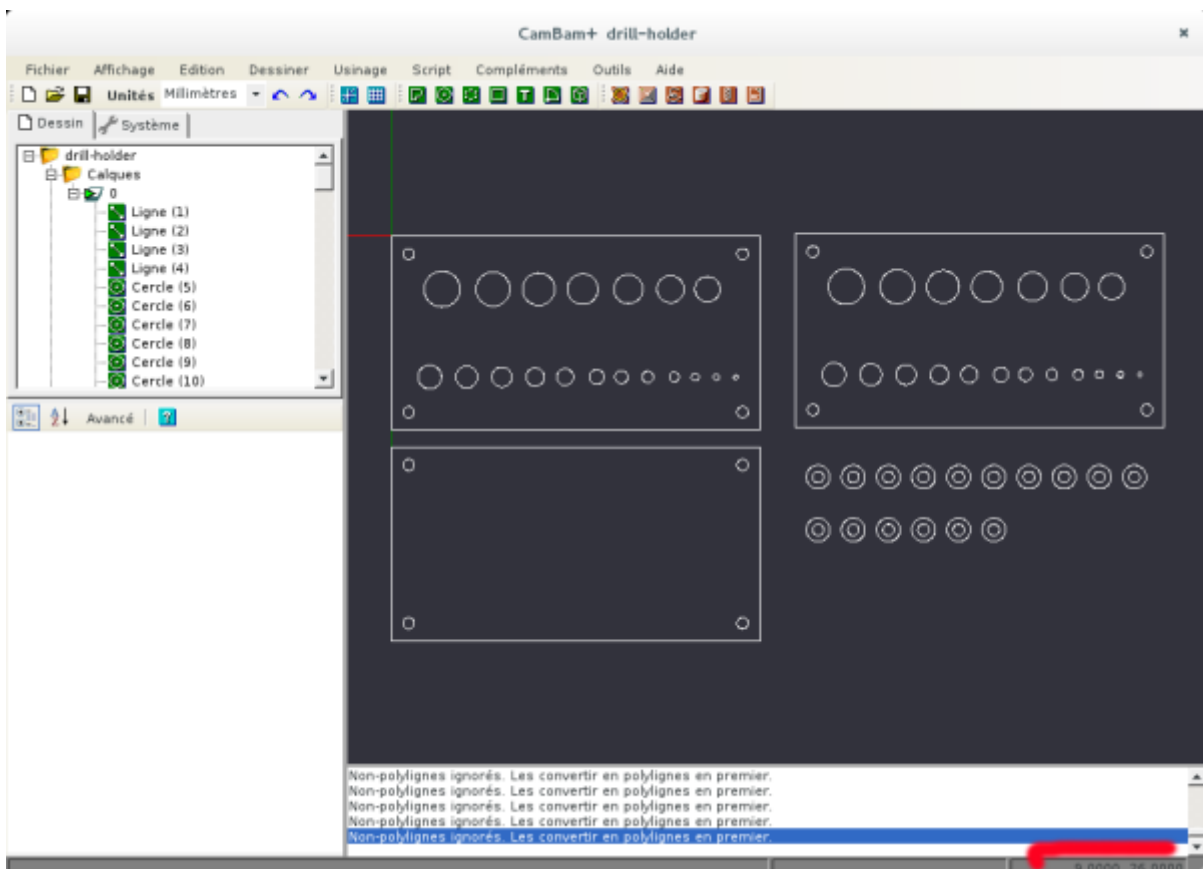 CamBam+ drill-holder
Fichier Affichage Edition Dessiner Usinage Script Compléments Outils Aide
Unités Millimètres
Dessin Système
drill-holder
Calques
0
Ligne (1)
Ligne (2)
Ligne (3)
Ligne (4)
Cercle (5)
Cercle (6)
Cercle (7)
Cercle (8)
Cercle (9)
Cercle (10)
Avancé
Non-polylignes ignorés. Les convertir en polylignes en premier.
Non-polylignes ignorés. Les convertir en polylignes en premier.
Non-polylignes ignorés. Les convertir en polylignes en premier.
Non-polylignes ignorés. Les convertir en polylignes en premier.
Non-polylignes ignorés. Les convertir en polylignes en premier.